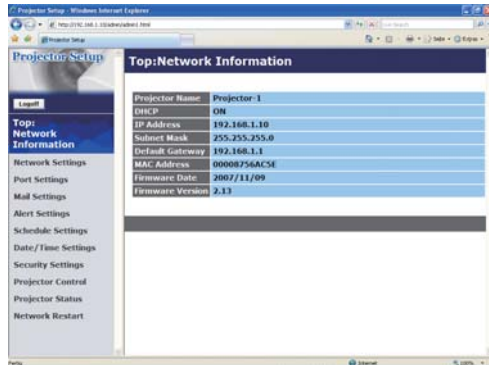 Projector Setup - Windows Internet Explorer
Projector Setup
Projector Setup
Logoff
Top:
Network
Information
Network Settings
Port Settings
Mail Settings
Alert Settings
Schedule Settings
Date/Time Settings
Security Settings
Projector Control
Projector Status
Network Restart
Top:Network Information
Projector Name Projector-1
DHCP ON
IP Address 192.168.1.10
Subnet Mask 255.255.255.0
Default Gateway 192.168.1.1
MAC Address 00008756AC5E
Firmware Date 2007/11/09
Firmware Version 2.13
Internet
100%